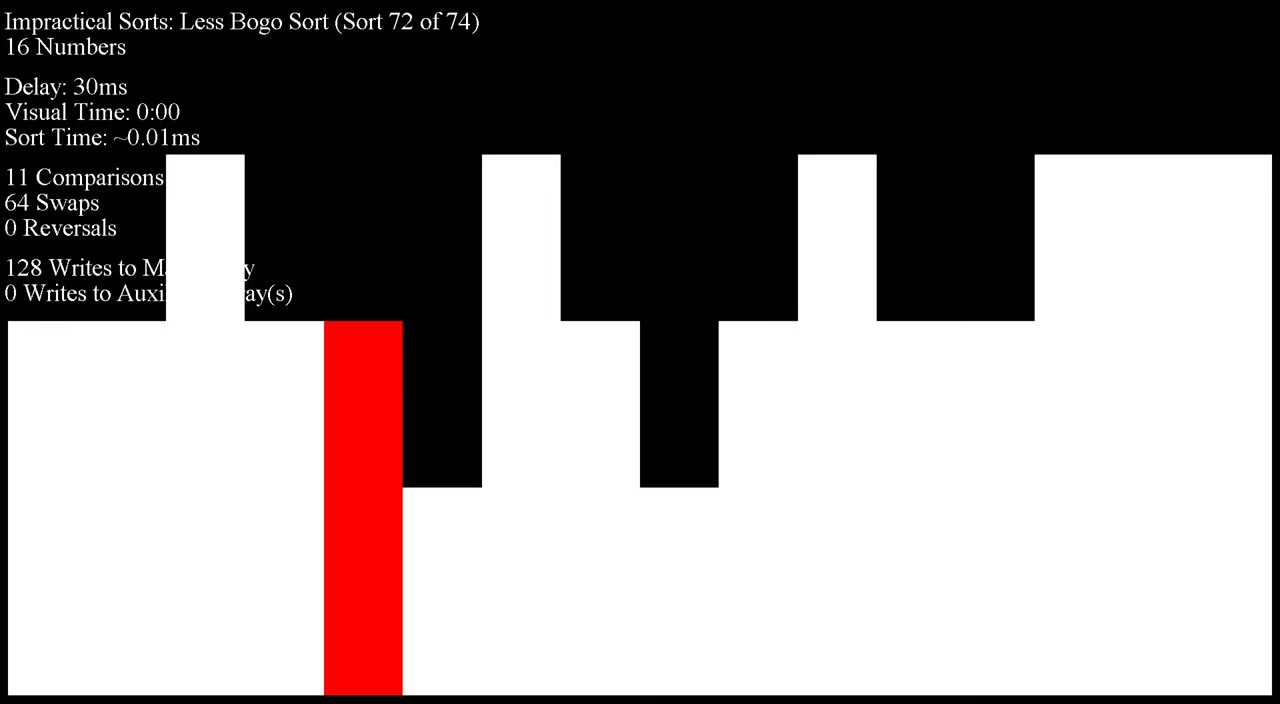 Impractical Sorts: Less Bogo Sort (Sort 72 of 74)
16 Numbers
Delay: 30ms
Visual Time: 0:00
Sort Time: ~0.01ms
11 Comparisons
64 Swaps
0 Reversals
128 Writes to
0 Writes to